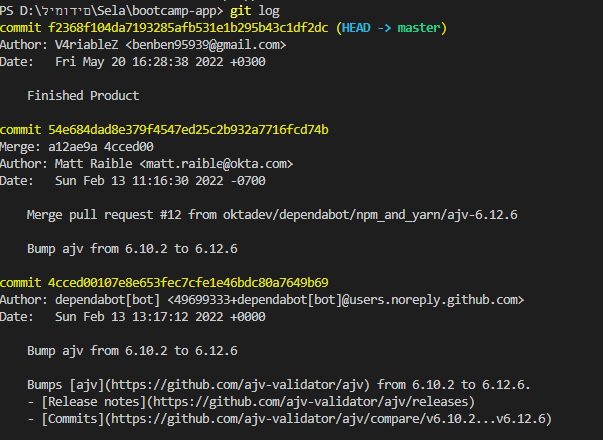 PS D:\לימודים\Sela\bootcamp-app> git log
commit f2368f104da7193285afb531e1b295b43c1df2dc (HEAD -> master)
Author: V4riableZ <benben95939@gmail.com>
Date:   Fri May 20 16:28:38 2022 +0300
Finished Product
commit 54e684dad8e379f4547ed25c2b932a7716fcd74b
Merge: a12ae9a 4cced00
Author: Matt Raible <matt.raible@okta.com>
Date:   Sun Feb 13 11:16:30 2022 -0700
Merge pull request #12 from oktadev/dependabot/npm_and_yarn/ajv-6.12.6
Bump ajv from 6.10.2 to 6.12.6
commit 4cced00107e8e653fec7cfe1e46bdc80a7649b69
Author: dependabot[bot] <49699333+dependabot[bot]@users.noreply.github.com>
Date:   Sun Feb 13 13:17:12 2022 +0000
Bump ajv from 6.10.2 to 6.12.6
Bumps [ajv](https://github.com/ajv-validator/ajv) from 6.10.2 to 6.12.6.
- [Release notes](https://github.com/ajv-validator/ajv/releases)
- [Commits](https://github.com/ajv-validator/ajv/compare/v6.10.2...v6.12.6)